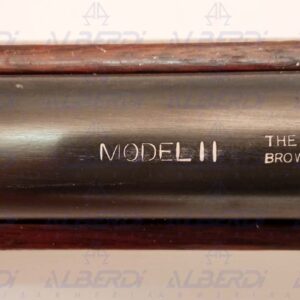 MODEL 11
THE
BROW
ALBERDI